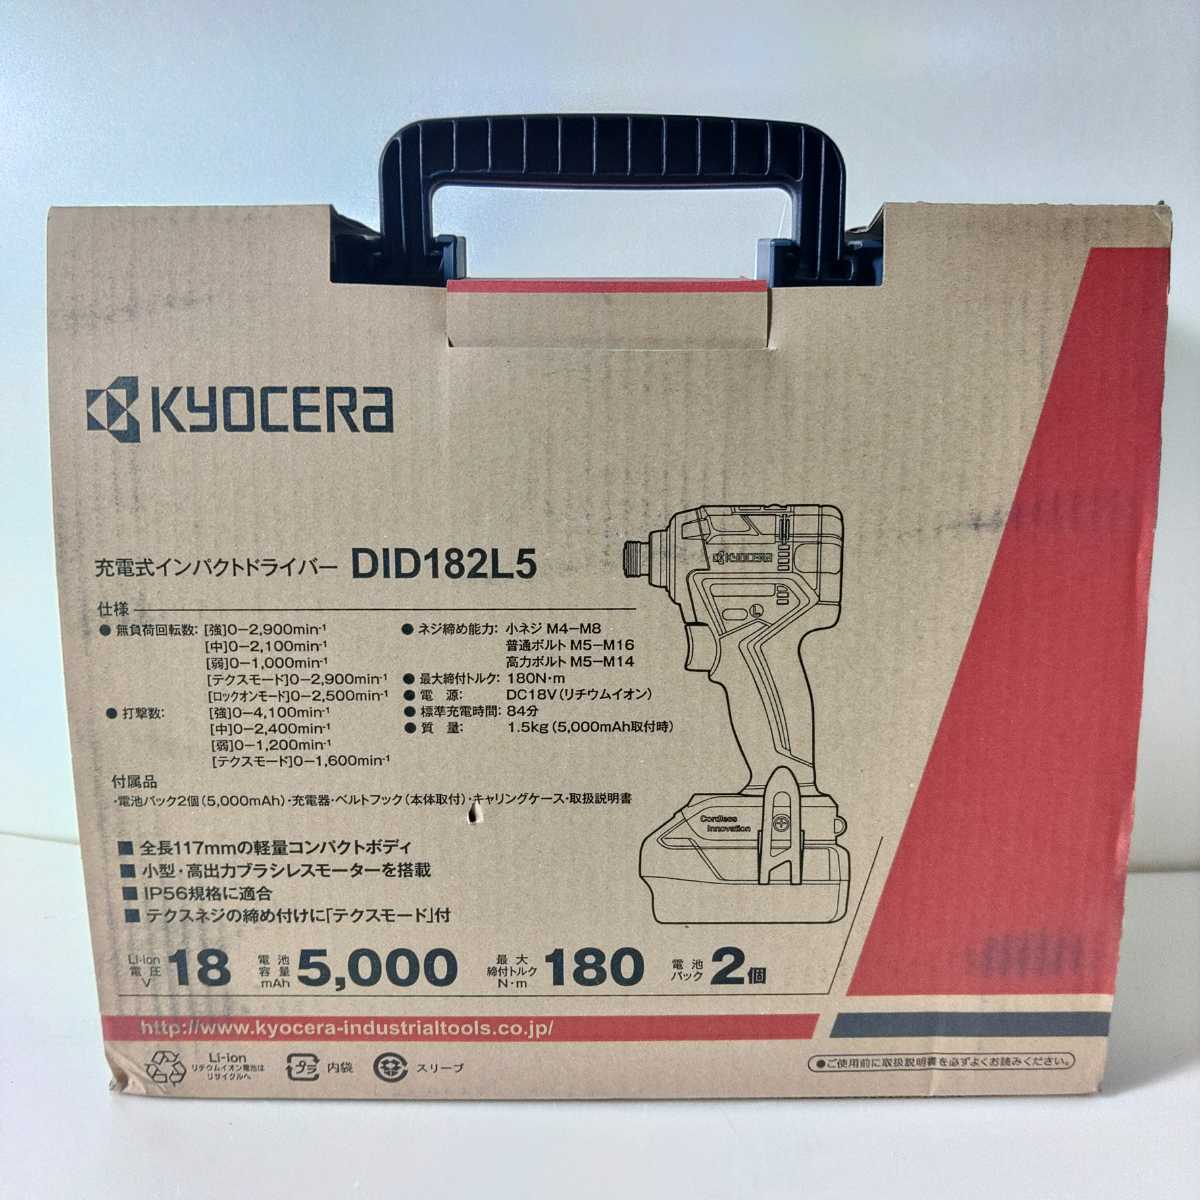 KYOCERA
充電式インパクトドライバー DID182L5
仕様
● 無負荷回転数: [強]0−2,900min-1
[中]0−2,100min-1
[弱]0−1,000min-1
[テクスモード]0−2,900min-1
[ロックオンモード]0−2,500min-1
● 打撃数: [強]0−4,100min-1
[中]0−2,400min-1
[弱]0−1,200min-1
[テクスモード]0−1,600min-1
● ネジ締め能力: 小ネジ M4−M8
普通ボルト M5−M16
高力ボルト M5−M14
● 最大締付トルク: 180N・m
● 電 源: DC18V(リチウムイオン)
● 標準充電時間: 84分
● 質 量: 1.5kg(5,000mAh取付時)
付属品
・電池パック2個(5,000mAh)・充電器・ベルトフック(本体取付)・キャリングケース・取扱説明書
KYOCERA
L
Cordless
Innovation
■ 全長117mmの軽量コンパクトボディ
■ 小型・高出力ブラシレスモーターを搭載
■ IP56規格に適合
■ テクスネジの締め付けに「テクスモード」付
Li-ion 電圧 V 18 電池容量 mAh 5,000 最大締付トルク N・m 180 電池パック 2個
http://www.kyocera-industrialtools.co.jp/
Li-ion
リチウムイオン電池は
リサイクルへ
プラ 内袋
スリーブ
●ご使用前に取扱説明書を必ずよくお読みください。